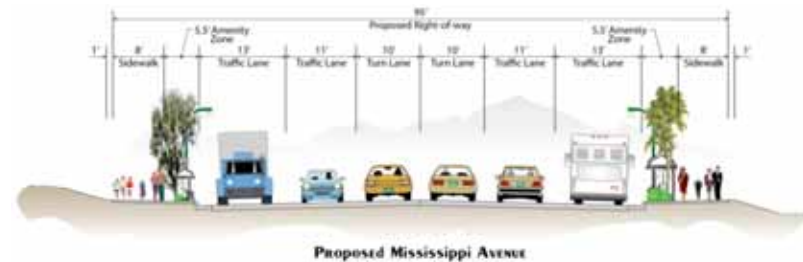 95'
Proposed Right-of-way
5.5' Amenity
Zone
5.5' Amenity
Zone
1' 8' 13' 11' 10' 10' 11' 13' 8' 1'
Sidewalk Traffic Lane Traffic Lane Turn Lane Turn Lane Traffic Lane Traffic Lane Sidewalk
PROPOSED MISSISSIPPI AVENUE